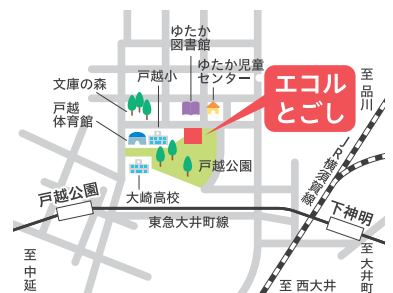 ゆたか
図書館
ゆたか児童
センター
文庫の森
戸越小
エコル
とごし
至
品
川
戸越
体育館
戸越公園
JR横須賀線
大崎高校
戸越公園
東急大井町線
下神明
至
中
延
至 西大井
至
大
井
町